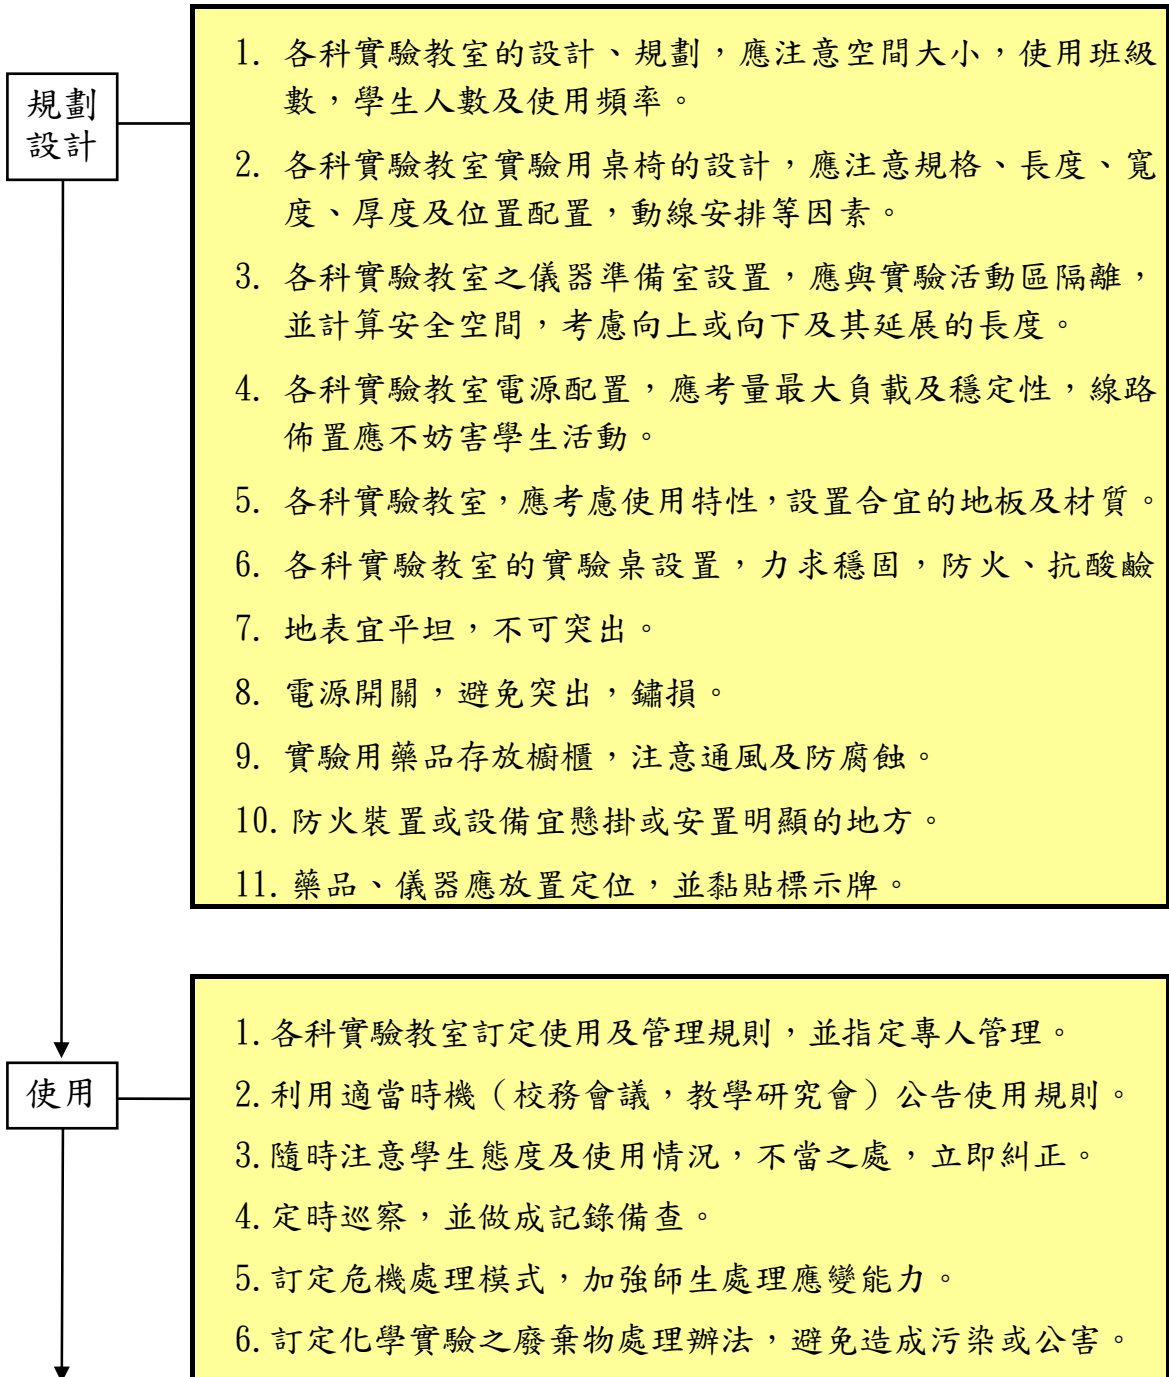 規劃
設計
1. 各科實驗教室的設計、規劃，應注意空間大小，使用班級
數，學生人數及使用頻率。
2. 各科實驗教室實驗用桌椅的設計，應注意規格、長度、寬
度、厚度及位置配置，動線安排等因素。
3. 各科實驗教室之儀器準備室設置，應與實驗活動區隔離，
並計算安全空間，考慮向上或向下及其延展的長度。
4. 各科實驗教室電源配置，應考量最大負載及穩定性，線路
佈置應不妨害學生活動。
5. 各科實驗教室，應考慮使用特性，設置合宜的地板及材質。
6. 各科實驗教室的實驗桌設置，力求穩固，防火、抗酸鹼
7. 地表宜平坦，不可突出。
8. 電源開關，避免突出，鏽損。
9. 實驗用藥品存放櫥櫃，注意通風及防腐蝕。
10. 防火裝置或設備宜懸掛或安置明顯的地方。
11. 藥品、儀器應放置定位，並黏貼標示牌。
使用
1. 各科實驗教室訂定使用及管理規則，並指定專人管理。
2. 利用適當時機（校務會議，教學研究會）公告使用規則。
3. 隨時注意學生態度及使用情況，不當之處，立即糾正。
4. 定時巡察，並做成記錄備查。
5. 訂定危機處理模式，加強師生處理應變能力。
6. 訂定化學實驗之廢棄物處理辦法，避免造成污染或公害。